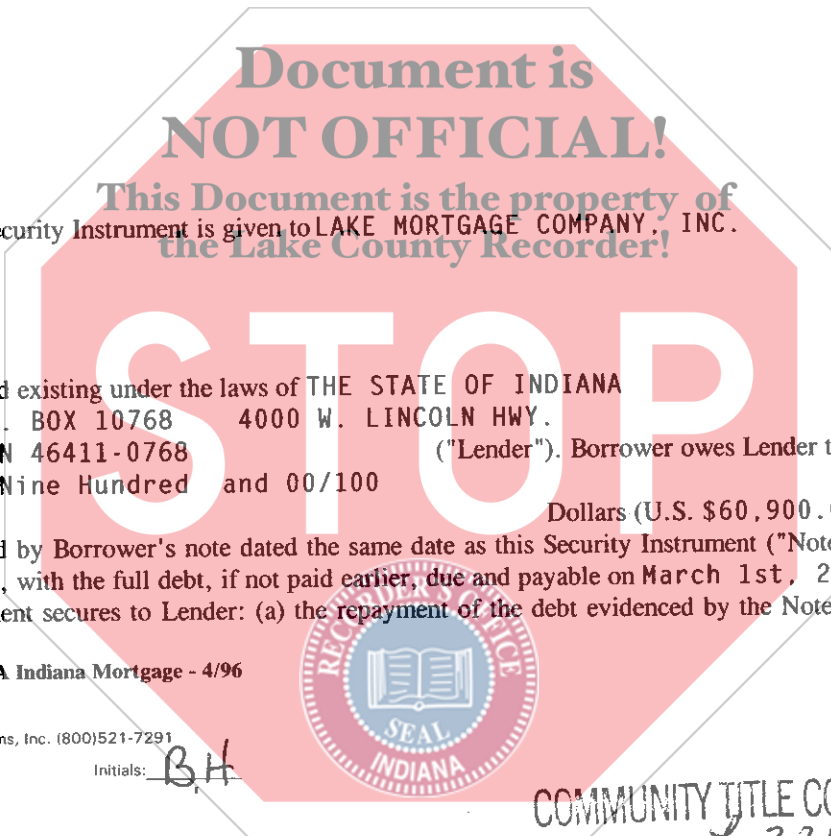 Document is
NOT OFFICIAL!
This Document is the property of
curity Instrument is given to LAKE MORTGAGE COMPANY, INC.
the Lake County Recorder!
STOP
d existing under the laws of THE STATE OF INDIANA
. BOX 10768 4000 W. LINCOLN HWY.
N 46411-0768 ("Lender"). Borrower owes Lender t
Nine Hundred and 00/100
Dollars (U.S. $60,900.
d by Borrower's note dated the same date as this Security Instrument ("Note
, with the full debt, if not paid earlier, due and payable on March 1st, 2
ent secures to Lender: (a) the repayment of the debt evidenced by the Note
RECORDER'S OFFICE
SEAL
INDIANA
A Indiana Mortgage - 4/96
ns, Inc. (800)521-7291
Initials: B.H
COMMUNITY TITLE CO